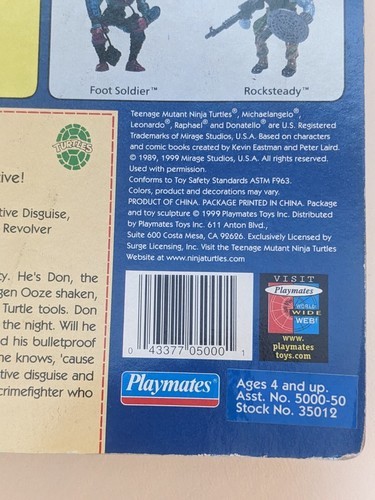 Foot Soldier™
Rocksteady™
TURTLES
ive!
tive Disguise,
Revolver
ty. He's Don, the
gen Ooze shaken,
Turtle tools. Don
the night. Will he
d his bulletproof
he knows, 'cause
tive disguise and
crimefighter who
Teenage Mutant Ninja Turtles®, Michaelangelo®,
Leonardo®, Raphael® and Donatello® are U.S. Registered
Trademarks of Mirage Studios, U.S.A. Based on characters
and comic books created by Kevin Eastman and Peter Laird.
© 1989, 1999 Mirage Studios, U.S.A. All rights reserved.
Used with permission.
Conforms to Toy Safety Standards ASTM F963.
Colors, product and decorations may vary.
PRODUCT OF CHINA. PACKAGE PRINTED IN CHINA. Package
and toy sculpture © 1999 Playmates Toys Inc. Distributed
by Playmates Toys Inc. 611 Anton Blvd.,
Suite 600 Costa Mesa, CA 92626. Exclusively Licensed by
Surge Licensing, Inc. Visit the Teenage Mutant Ninja Turtles
Website at www.ninjaturtles.com
0 43377 05000 1
VISIT
Playmates
WORLD
WIDE
WEB!
www.
playmates
toys.com
Playmates®
Ages 4 and up.
Asst. No. 5000-50
Stock No. 35012